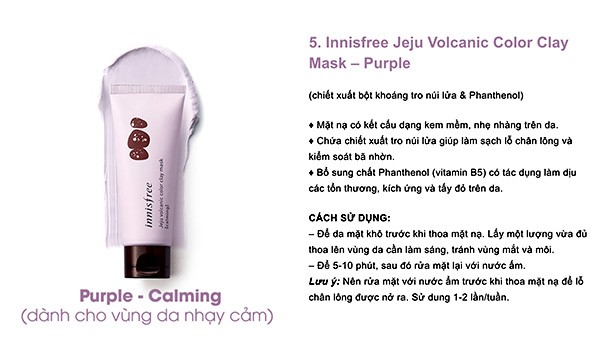 5. Innisfree Jeju Volcanic Color Clay
Mask – Purple
(chiết xuất bột khoáng tro núi lửa & Phanthenol)
♦ Mặt nạ có kết cấu dạng kem mềm, nhẹ nhàng trên da.
♦ Chứa chiết xuất tro núi lửa giúp làm sạch lỗ chân lông và
kiểm soát bã nhờn.
♦ Bổ sung chất Phanthenol (vitamin B5) có tác dụng làm dịu
các tổn thương, kích ứng và tấy đỏ trên da.
CÁCH SỬ DỤNG:
– Để da mặt khô trước khi thoa mặt nạ. Lấy một lượng vừa đủ
thoa lên vùng da cần làm sáng, tránh vùng mắt và môi.
– Để 5-10 phút, sau đó rửa mặt lại với nước ấm.
Lưu ý: Nên rửa mặt với nước ấm trước khi thoa mặt nạ để lỗ
chân lông được nở ra. Sử dụng 1-2 lần/tuần.
innisfree
Jeju volcanic color clay mask
[calming]
Purple - Calming
(dành cho vùng da nhạy cảm)